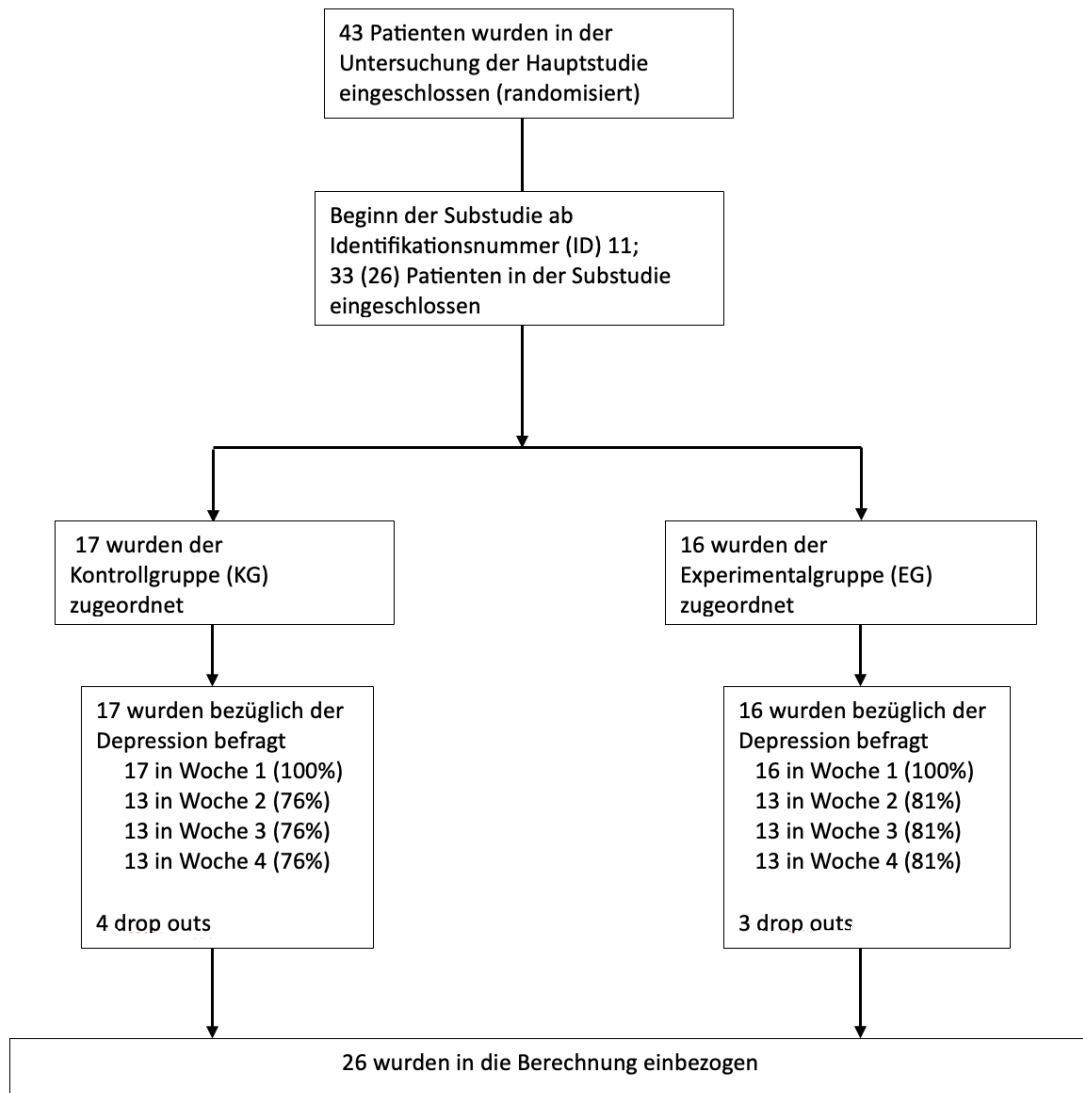 43 Patienten wurden in der
Untersuchung der Hauptstudie
eingeschlossen (randomisiert)
Beginn der Substudie ab
Identifikationsnummer (ID) 11;
33 (26) Patienten in der Substudie
eingeschlossen
17 wurden der
Kontrollgruppe (KG)
zugeordnet
16 wurden der
Experimentalgruppe (EG)
zugeordnet
17 wurden bezüglich der
Depression befragt
17 in Woche 1 (100%)
13 in Woche 2 (76%)
13 in Woche 3 (76%)
13 in Woche 4 (76%)
4 drop outs
16 wurden bezüglich der
Depression befragt
16 in Woche 1 (100%)
13 in Woche 2 (81%)
13 in Woche 3 (81%)
13 in Woche 4 (81%)
3 drop outs
26 wurden in die Berechnung einbezogen